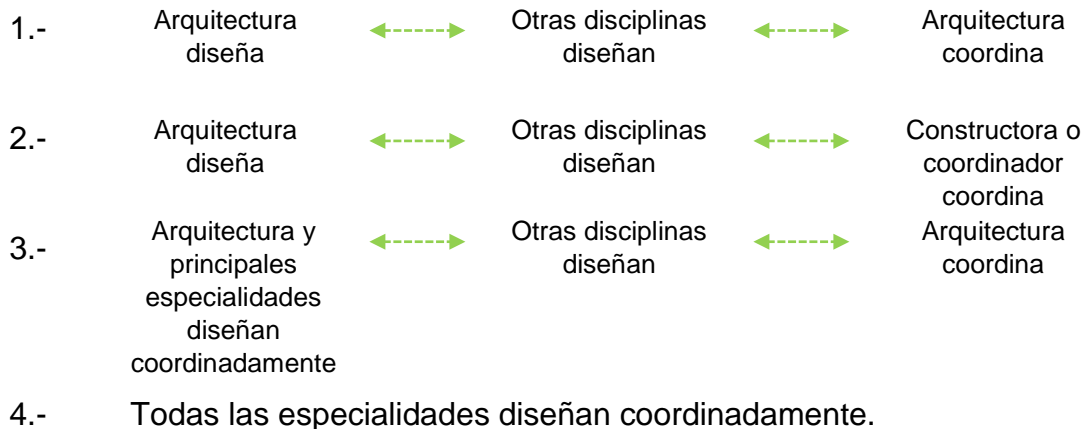 1.-
Arquitectura
diseña
Otras disciplinas
diseñan
Arquitectura
coordina
2.-
Arquitectura
diseña
Otras disciplinas
diseñan
Constructora o
coordinador
coordina
3.-
Arquitectura y
principales
especialidades
diseñan
coordinadamente
Otras disciplinas
diseñan
Arquitectura
coordina
4.- Todas las especialidades diseñan coordinadamente.